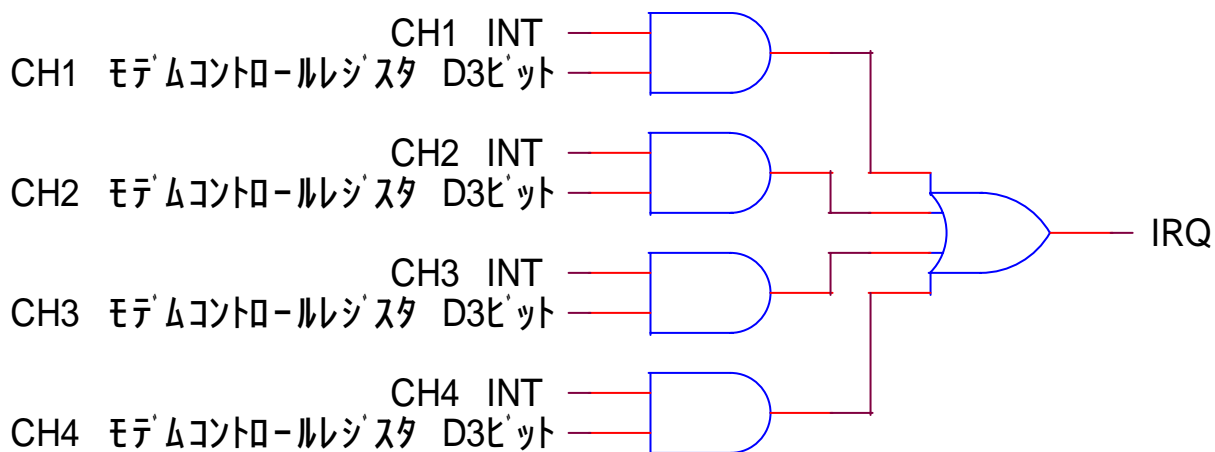 CH1 INT
CH1 ﾓﾃﾞﾑｺﾝﾄﾛｰﾙﾚｼﾞｽﾀ D3ﾋﾞｯﾄ
CH2 INT
CH2 ﾓﾃﾞﾑｺﾝﾄﾛｰﾙﾚｼﾞｽﾀ D3ﾋﾞｯﾄ
IRQ
CH3 INT
CH3 ﾓﾃﾞﾑｺﾝﾄﾛｰﾙﾚｼﾞｽﾀ D3ﾋﾞｯﾄ
CH4 INT
CH4 ﾓﾃﾞﾑｺﾝﾄﾛｰﾙﾚｼﾞｽﾀ D3ﾋﾞｯﾄ